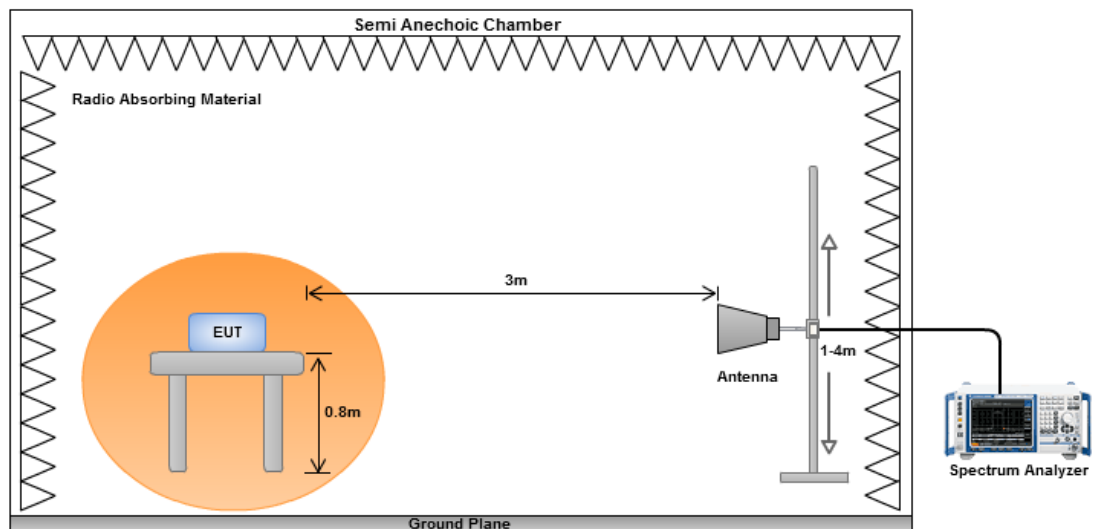 Semi Anechoic Chamber
Radio Absorbing Material
3m
EUT
1-4m
Antenna
0.8m
Spectrum Analyzer
Ground Plane